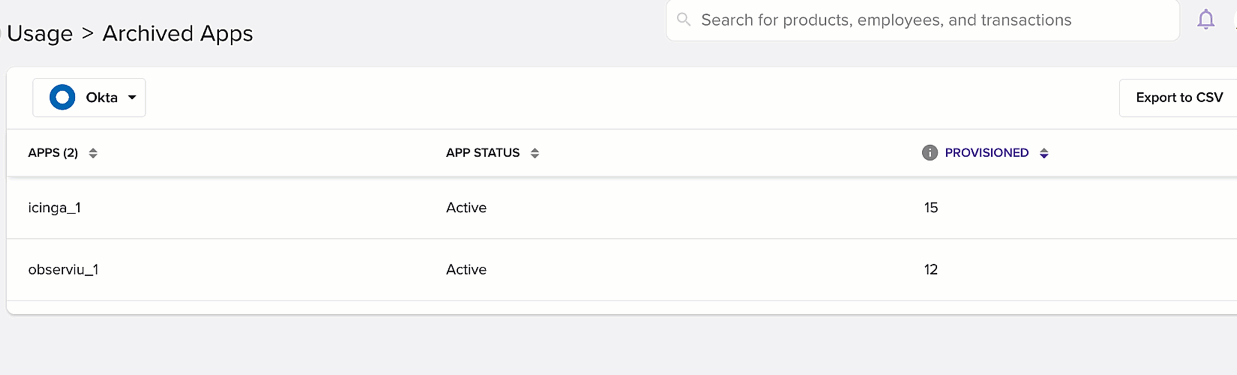 Usage > Archived Apps
Search for products, employees, and transactions
Okta
Export to CSV
APPS (2) APP STATUS PROVISIONED
icinga_1 Active 15
observiu_1 Active 12